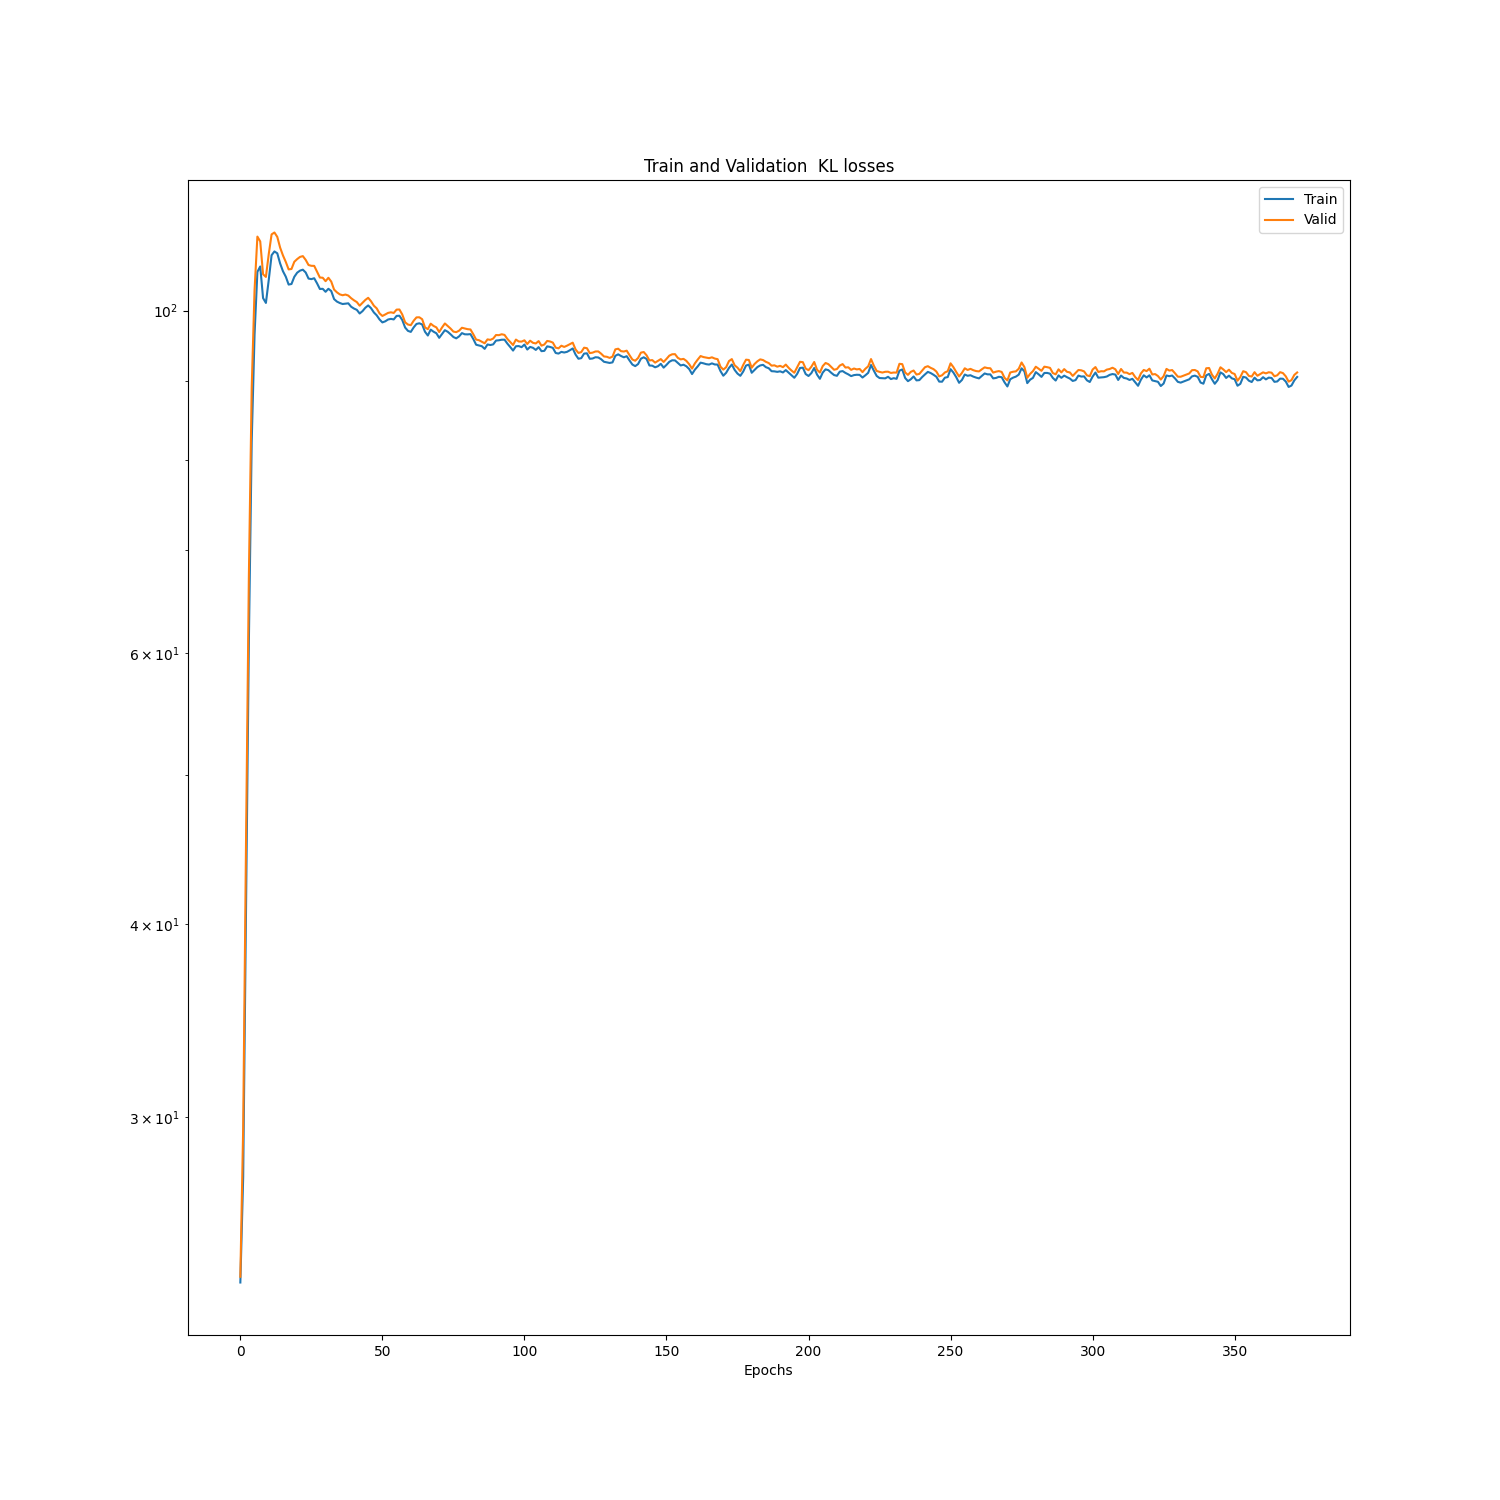 Train and Validation  KL losses
Train
Valid
10²
6 × 10¹
4 × 10¹
3 × 10¹
0 50 100 150 200 250 300 350
Epochs